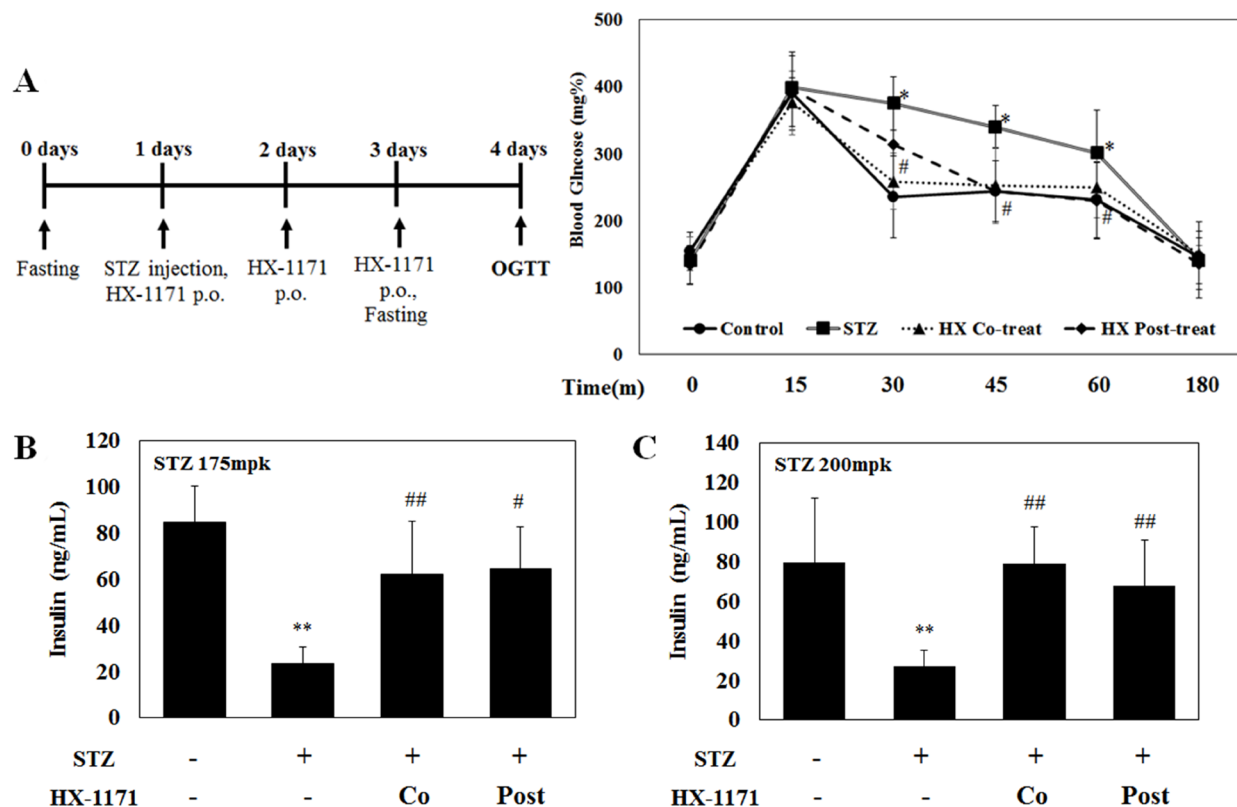 A
0 days 1 days 2 days 3 days 4 days
Fasting
STZ injection,
HX-1171 p.o.
HX-1171
p.o.
HX-1171
p.o.,
Fasting
OGTT
Blood Glncose (mg%)
500
400
300
200
100
0
*
*
*
#
#
#
Control STZ HX Co-treat HX Post-treat
Time(m) 0 15 30 45 60 180
B
STZ 175mpk
Insulin (ng/mL)
120
100
80
60
40
20
0
**
##
#
STZ - + + +
HX-1171 - - Co Post
C
STZ 200mpk
Insulin (ng/mL)
140
120
100
80
60
40
20
0
**
##
##
STZ - + + +
HX-1171 - - Co Post